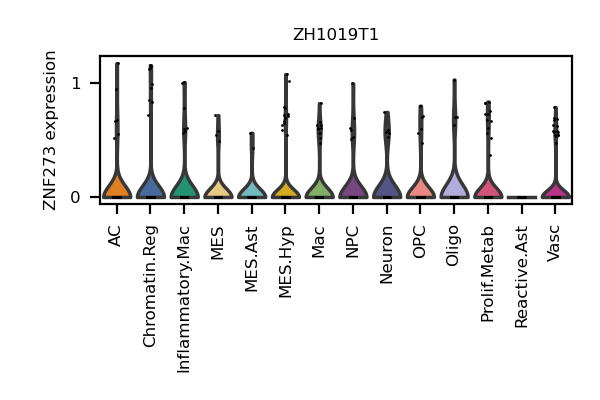 ZH1019T1
ZNF273 expression
1
0
AC
Chromatin.Reg
Inflammatory.Mac
MES
MES.Ast
MES.Hyp
Mac
NPC
Neuron
OPC
Oligo
Prolif.Metab
Reactive.Ast
Vasc